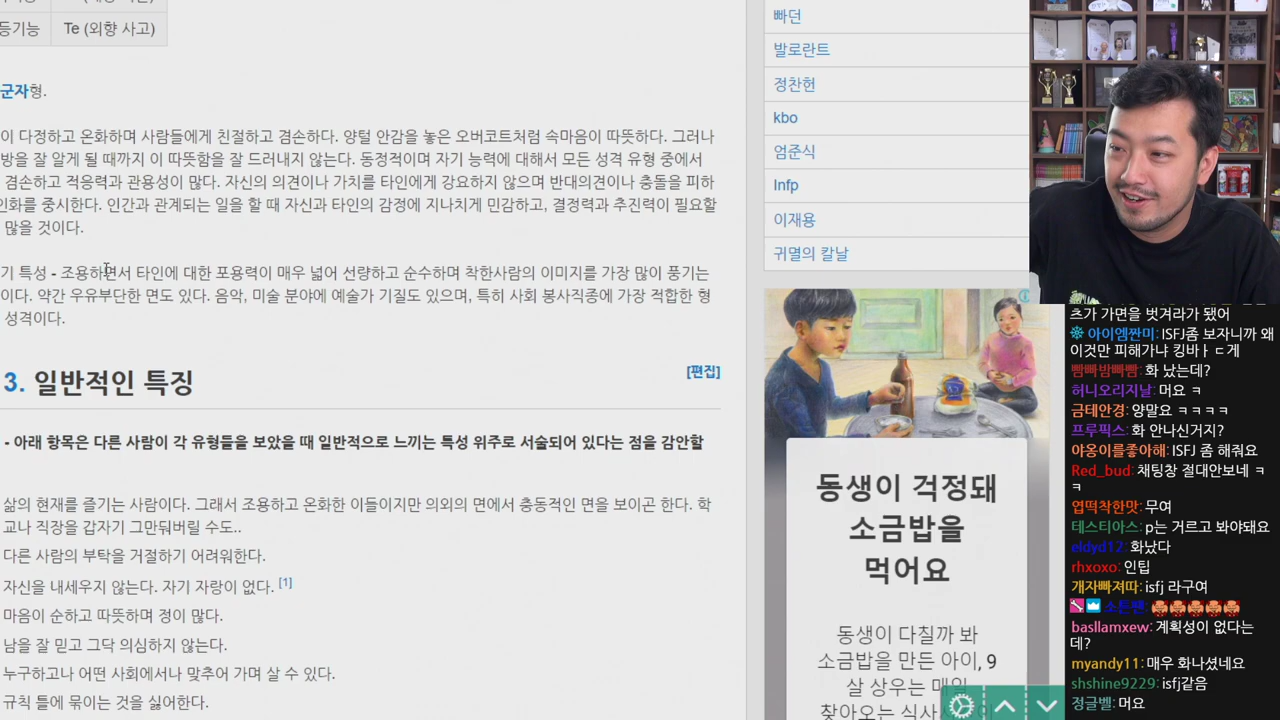 등기능 Te (외향 사고)
군자형.
이 다정하고 온화하며 사람들에게 친절하고 겸손하다. 양털 안감을 놓은 오버코트처럼 속마음이 따뜻하다. 그러나
방을 잘 알게 될 때까지 이 따뜻함을 잘 드러내지 않는다. 동정적이며 자기 능력에 대해서 모든 성격 유형 중에서
겸손하고 적응력과 관용성이 많다. 자신의 의견이나 가치를 타인에게 강요하지 않으며 반대의견이나 충돌을 피하
인화를 중시한다. 인간과 관계되는 일을 할 때 자신과 타인의 감정에 지나치게 민감하고, 결정력과 추진력이 필요할
많을 것이다.
기 특성 - 조용하면서 타인에 대한 포용력이 매우 넓어 선량하고 순수하며 착한사람의 이미지를 가장 많이 풍기는
이다. 약간 우유부단한 면도 있다. 음악, 미술 분야에 예술가 기질도 있으며, 특히 사회 봉사직종에 가장 적합한 형
성격이다.
3. 일반적인 특징 [편집]
- 아래 항목은 다른 사람이 각 유형들을 보았을 때 일반적으로 느끼는 특성 위주로 서술되어 있다는 점을 감안할
삶의 현재를 즐기는 사람이다. 그래서 조용하고 온화한 이들이지만 의외의 면에서 충동적인 면을 보이곤 한다. 학
교나 직장을 갑자기 그만둬버릴 수도..
다른 사람의 부탁을 거절하기 어려워한다.
자신을 내세우지 않는다. 자기 자랑이 없다. [1]
마음이 순하고 따뜻하며 정이 많다.
남을 잘 믿고 그닥 의심하지 않는다.
누구하고나 어떤 사회에서나 맞추어 가며 살 수 있다.
규칙 틀에 묶이는 것을 싫어한다.
빠던
발로란트
정찬헌
kbo
엄준식
Infp
이재용
귀멸의 칼날
동생이 걱정돼
소금밥을
먹어요
동생이 다칠까 봐
소금밥을 만든 아이, 9
살 상우는 매일
찾아오는 식사
츠가 가면을 벗겨라가 됐어
아이엠짠미: ISFJ좀 보자니까 왜
이것만 피해가냐 킹바ㅏㄷ게
빰빠밤빠빰: 화 났는데?
허니오리지날: 머요 ㅋ
금테안경: 양말요 ㅋㅋㅋㅋ
프루픽스: 화 안나신거지?
야옹이를좋아해: ISFJ 좀 해줘요
Red_bud: 채팅창 절대안보네 ㅋ
ㅋ
엽떡착한맛: 무여
테스티아스: p는 거르고 봐야돼요
eldyd12: 화났다
rhxoxo: 인팁
개자빠져따: isfj 라구여
소튼팬:
basllamxew: 계획성이 없다는
데?
myandy11: 매우 화나셨네요
shshine9229: isfj같음
정글벨: 머요